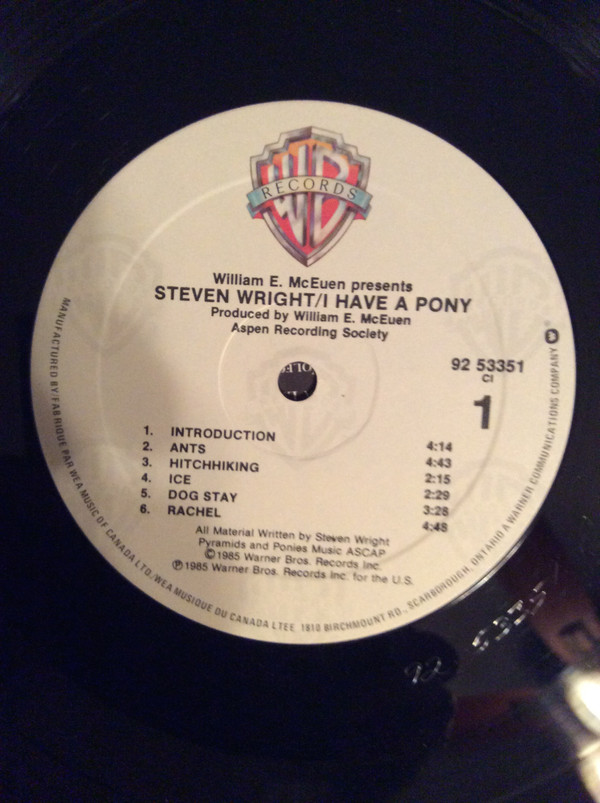 RECORDS
William E. McEuen presents
STEVEN WRIGHT/I HAVE A PONY
Produced by William E. McEuen
Aspen Recording Society
92 53351
CI
1
1. INTRODUCTION 4:14
2. ANTS 4:43
3. HITCHHIKING 2:15
4. ICE 2:29
5. DOG STAY 3:28
6. RACHEL 4:48
All Material Written by Steven Wright
Pyramids and Ponies Music ASCAP
©1985 Warner Bros. Records Inc.
℗1985 Warner Bros. Records Inc. for the U.S.
MANUFACTURED BY/FABRIQUE PAR WEA MUSIC OF CANADA LTD./WEA MUSIQUE DU CANADA LTEE. 1810 BIRCHMOUNT RD., SCARBOROUGH, ONTARIO A WARNER COMMUNICATIONS COMPANY
92